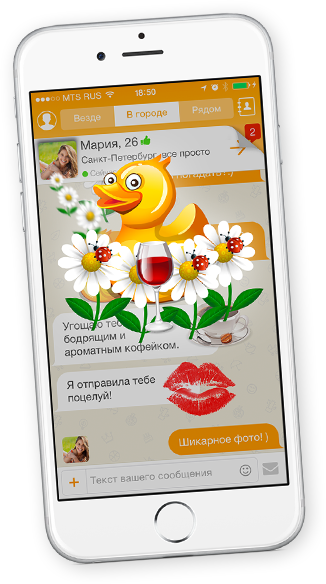 MTS RUS 18:50
Везде В городе Рядом
2
Мария, 26
Санкт-Петербург, все просто
Угощаю тебя
бодрящим и
ароматным кофейком.
Я отправила тебе
поцелуй!
Шикарное фото! )
Текст вашего сообщения